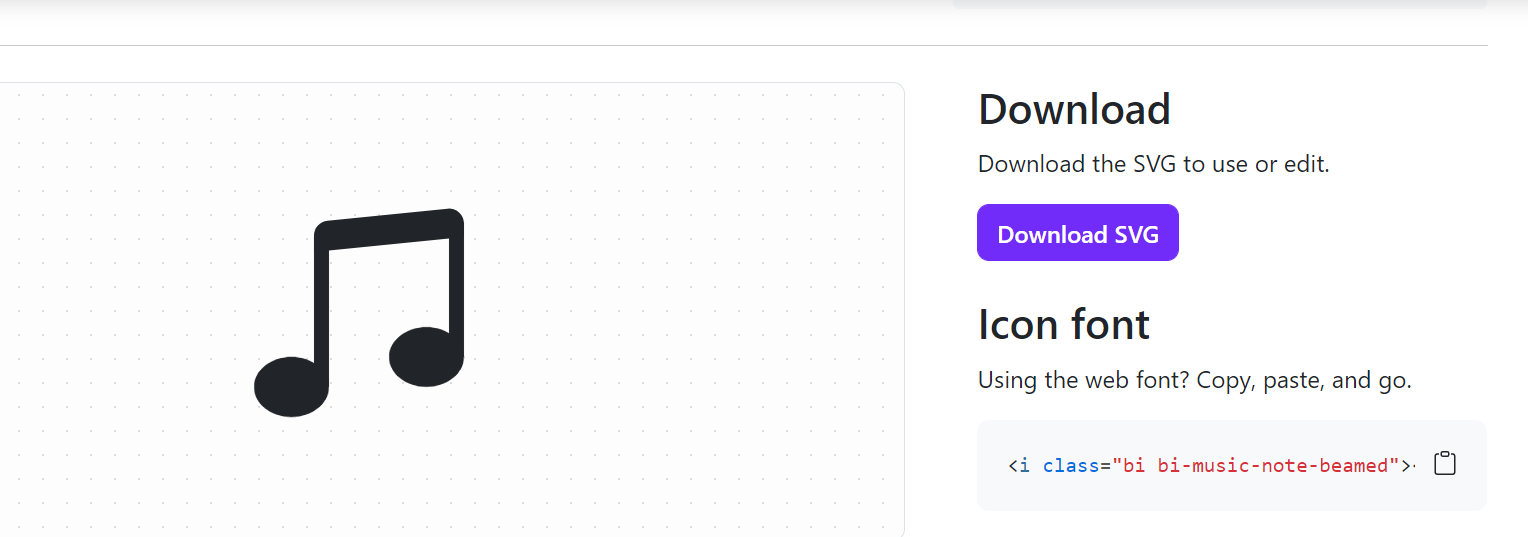 Download
Download the SVG to use or edit.
Download SVG
Icon font
Using the web font? Copy, paste, and go.
<i class="bi bi-music-note-beamed">